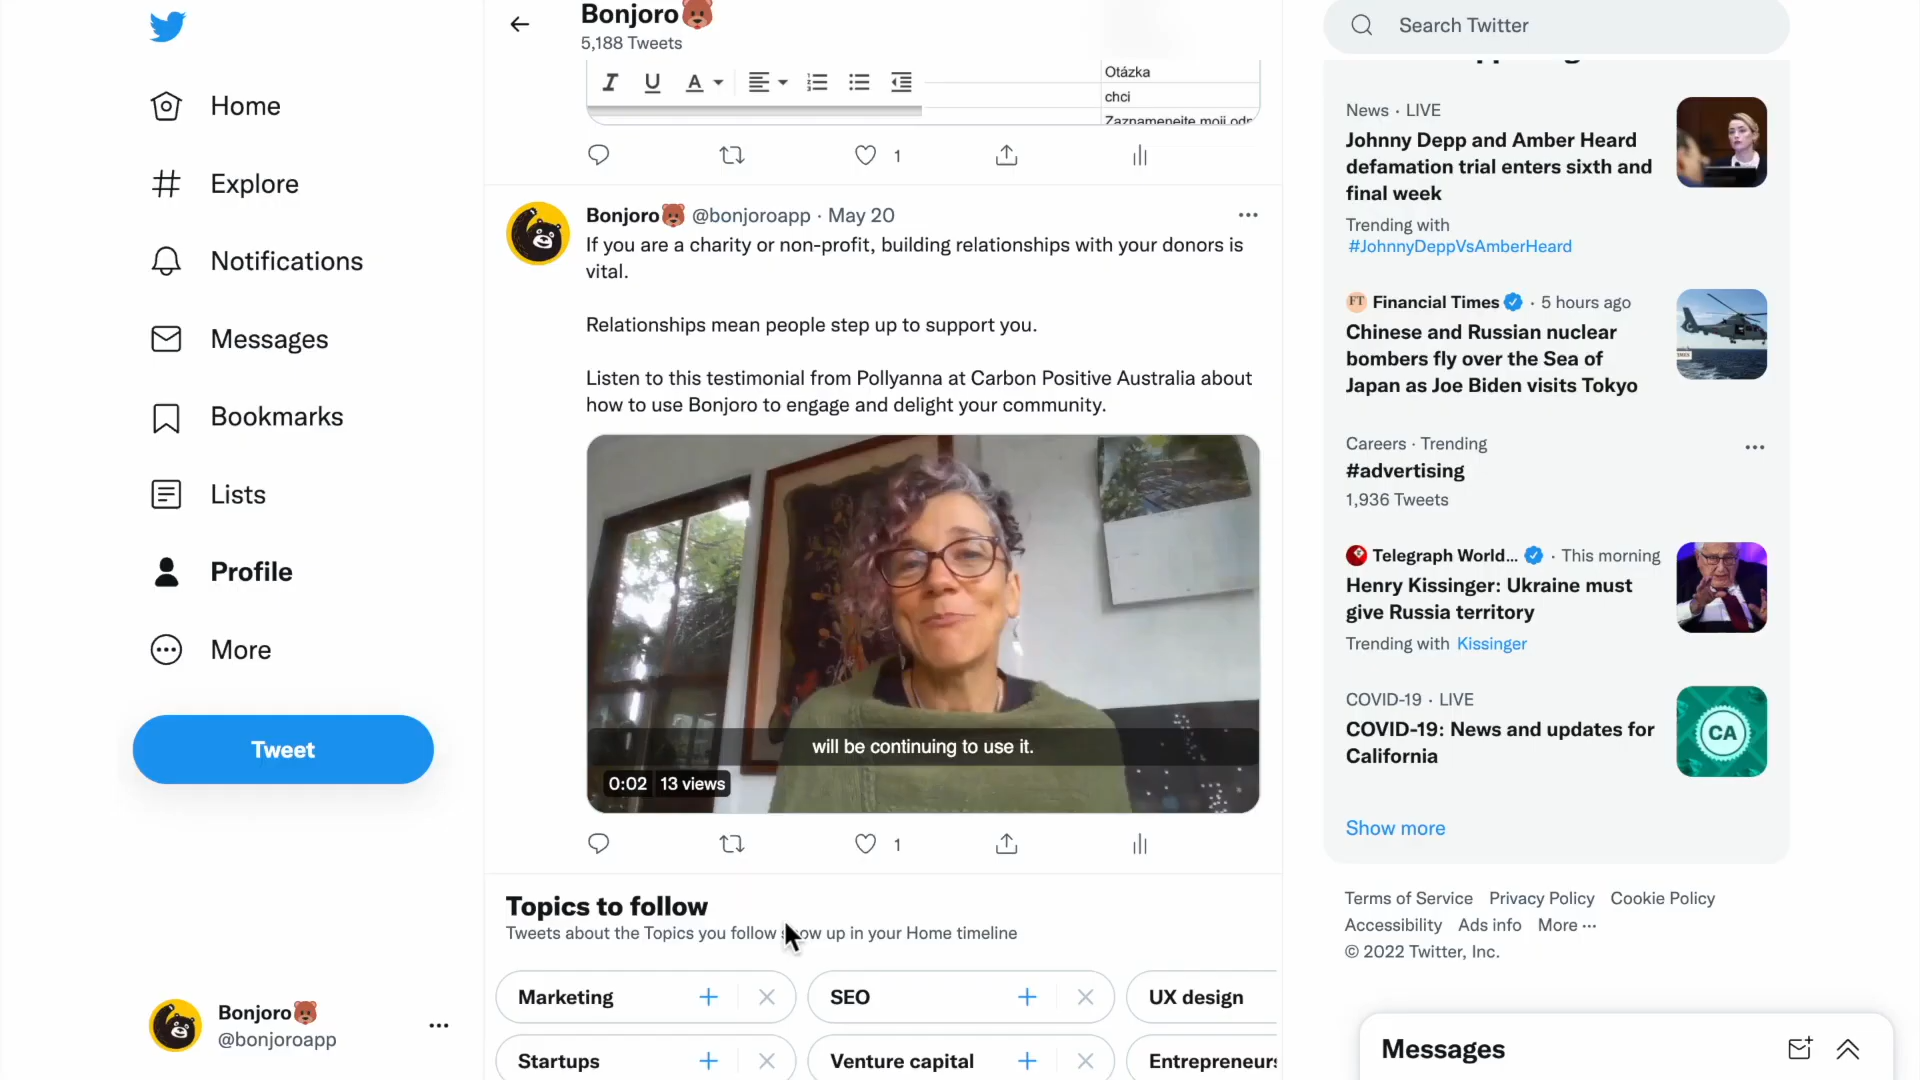 Home
Explore
Notifications
Messages
Bookmarks
Lists
Profile
More
Tweet
Bonjoro🐻
@bonjoroapp
Bonjoro🐻
5,188 Tweets
I U A
Otázka
chci
Zaznamenejte moji odp
1
Bonjoro🐻 @bonjoroapp · May 20
If you are a charity or non-profit, building relationships with your donors is
vital.
Relationships mean people step up to support you.
Listen to this testimonial from Pollyanna at Carbon Positive Australia about
how to use Bonjoro to engage and delight your community.
will be continuing to use it.
0:02 13 views
1
Topics to follow
Tweets about the Topics you follow show up in your Home timeline
Marketing
SEO
UX design
Startups
Venture capital
Entrepreneurs
Search Twitter
News · LIVE
Johnny Depp and Amber Heard
defamation trial enters sixth and
final week
Trending with
#JohnnyDeppVsAmberHeard
FT Financial Times · 5 hours ago
Chinese and Russian nuclear
bombers fly over the Sea of
Japan as Joe Biden visits Tokyo
Careers · Trending
#advertising
1,936 Tweets
Telegraph World... · This morning
Henry Kissinger: Ukraine must
give Russia territory
Trending with Kissinger
COVID-19 · LIVE
COVID-19: News and updates for
California
CA
Show more
Terms of Service Privacy Policy Cookie Policy
Accessibility Ads info More ···
© 2022 Twitter, Inc.
Messages